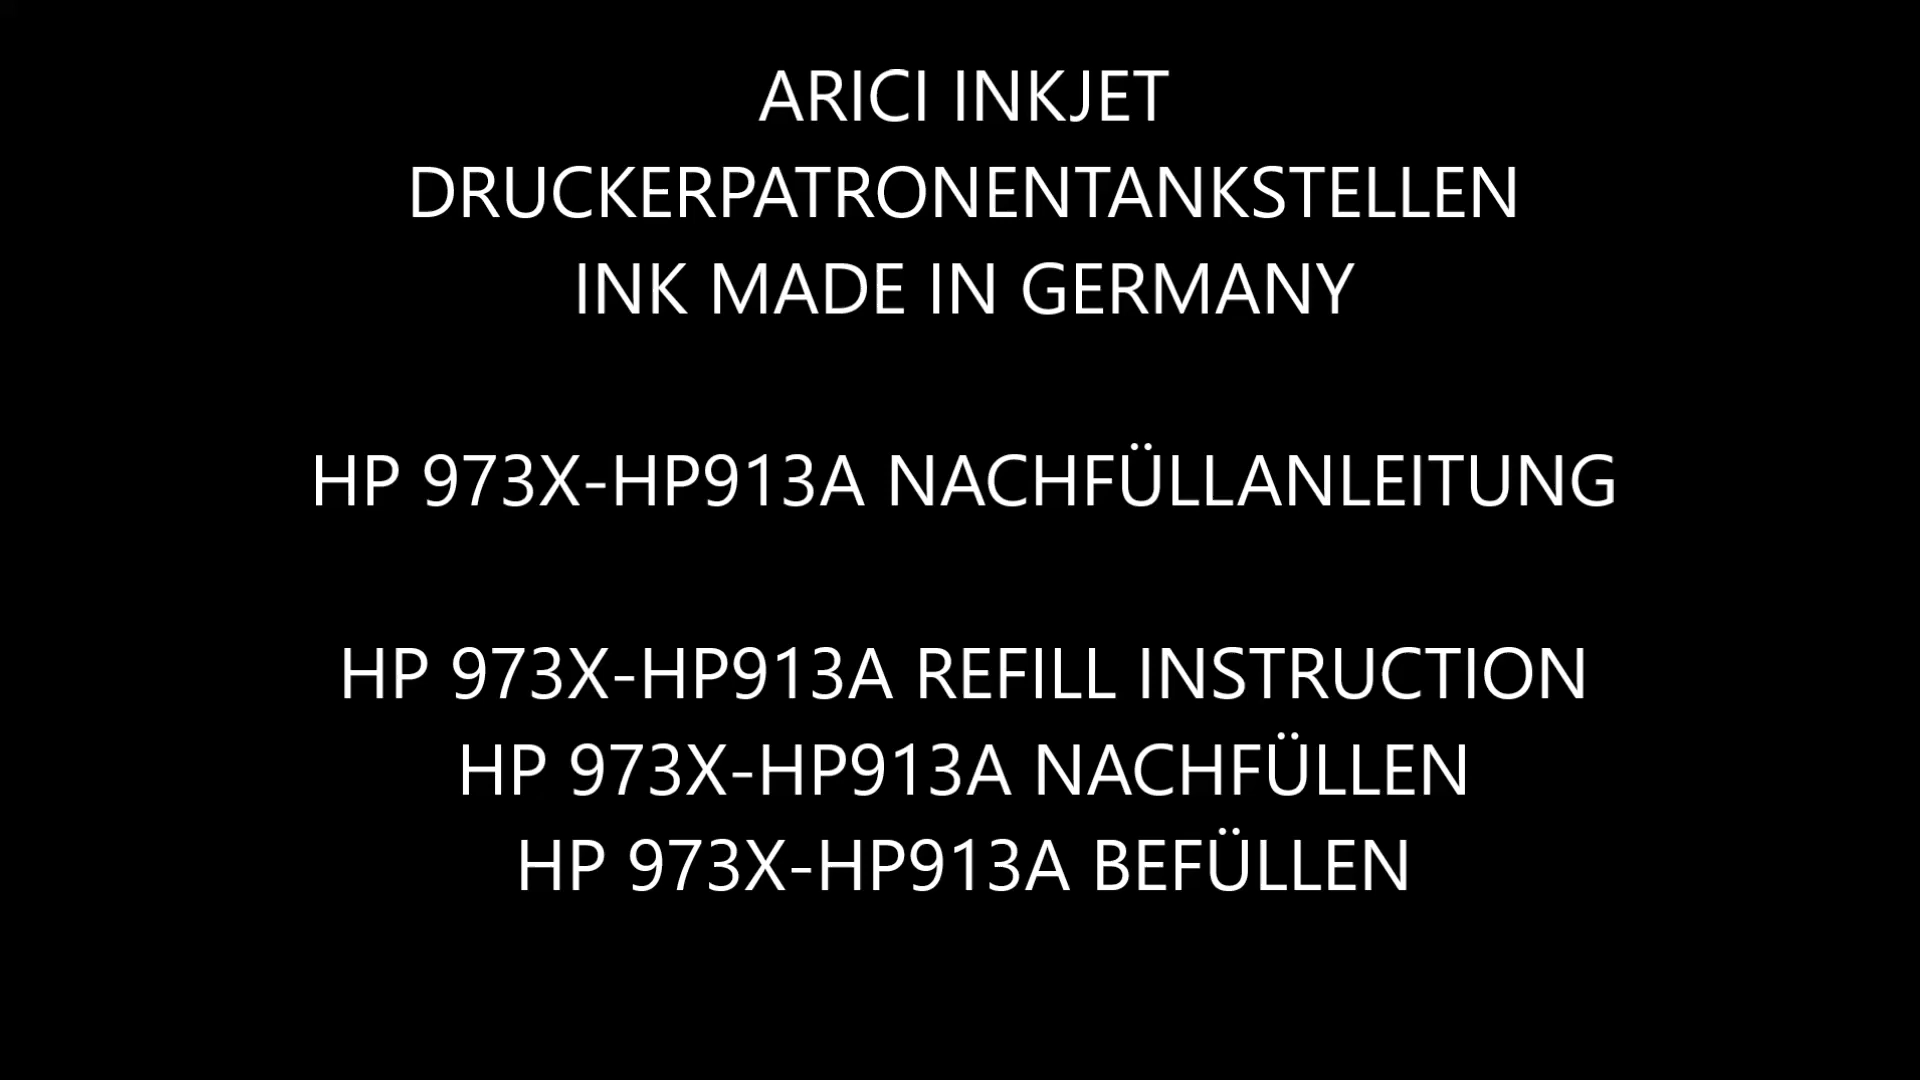 ARICI INKJET
DRUCKERPATRONENTANKSTELLEN
INK MADE IN GERMANY
HP 973X-HP913A NACHFÜLLANLEITUNG
HP 973X-HP913A REFILL INSTRUCTION
HP 973X-HP913A NACHFÜLLEN
HP 973X-HP913A BEFÜLLEN